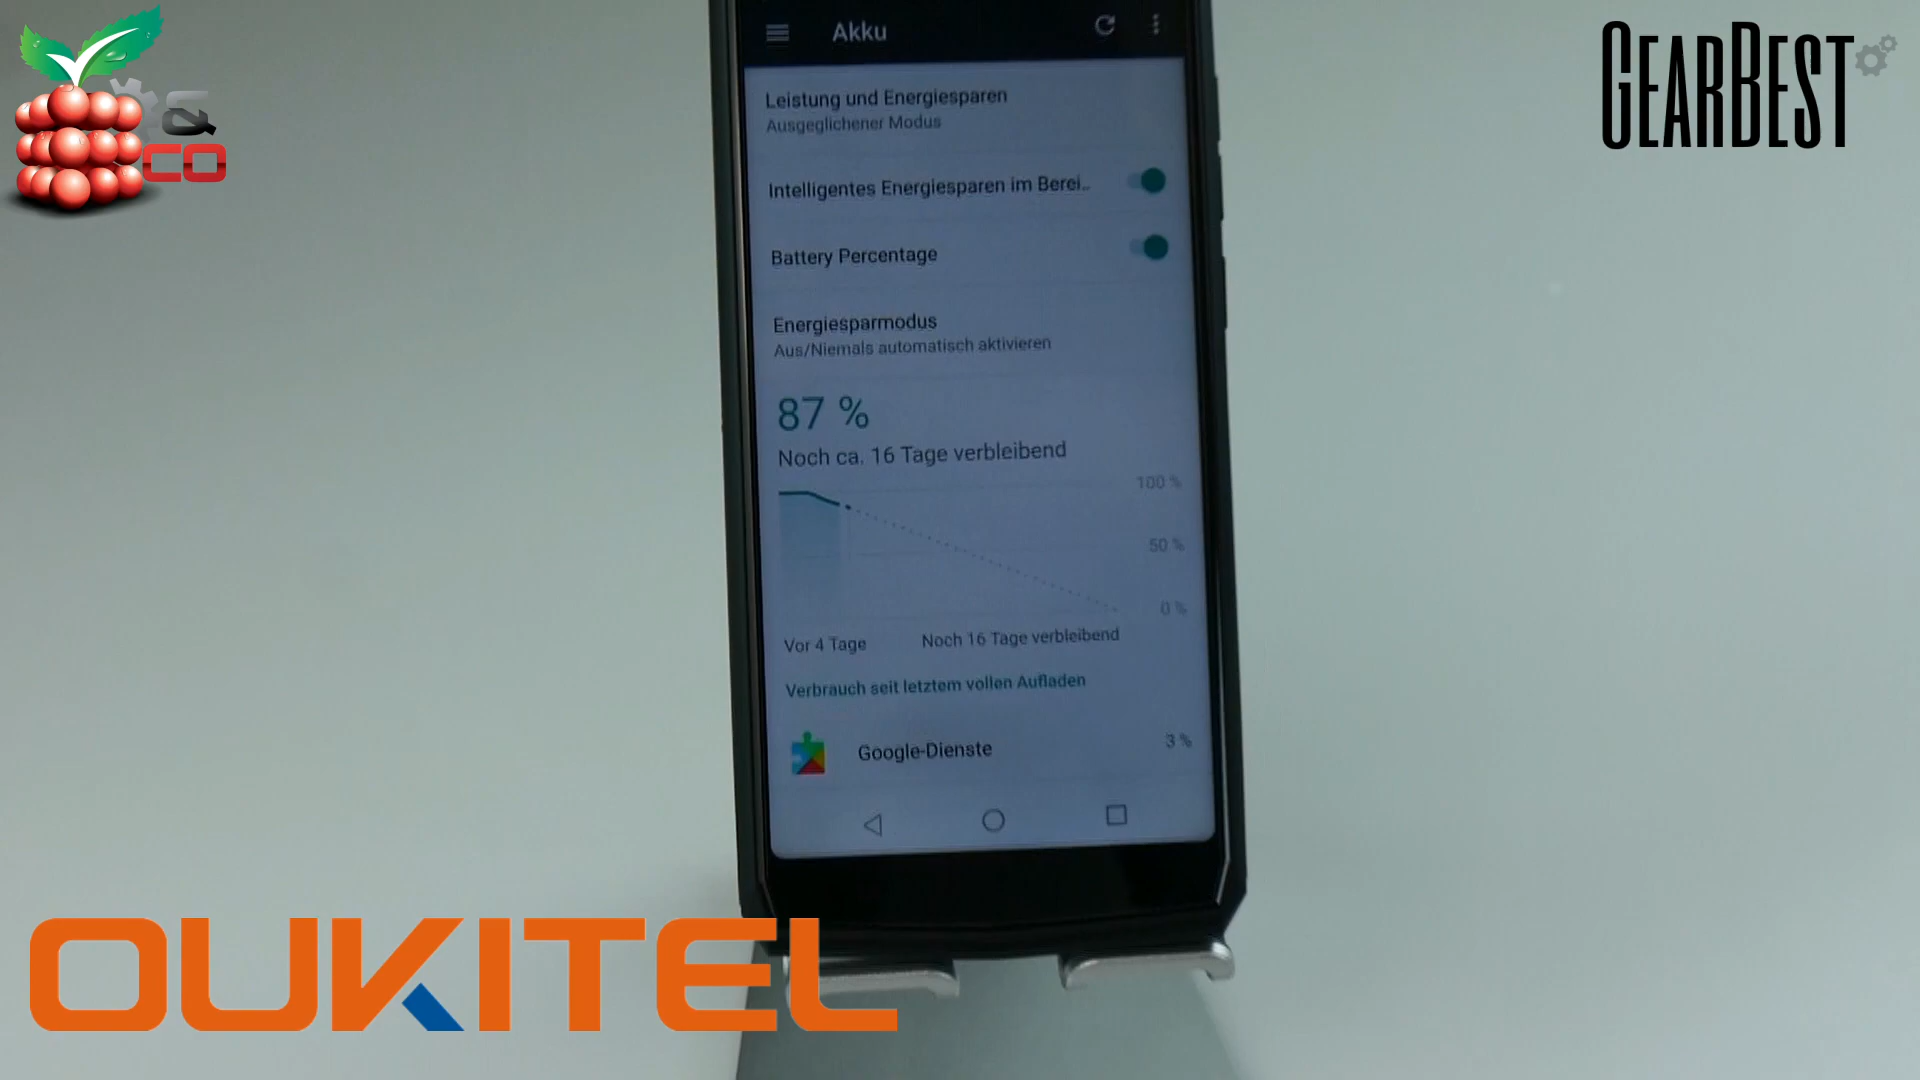 Akku
& CO
GEARBEST
Leistung und Energiesparen
Ausgeglichener Modus
Intelligentes Energiesparen im Berei..
Battery Percentage
Energiesparmodus
Aus/Niemals automatisch aktivieren
87 %
Noch ca. 16 Tage verbleibend
100 %
50 %
0 %
Vor 4 Tage
Noch 16 Tage verbleibend
Verbrauch seit letztem vollen Aufladen
Google-Dienste
3 %
OUKITEL